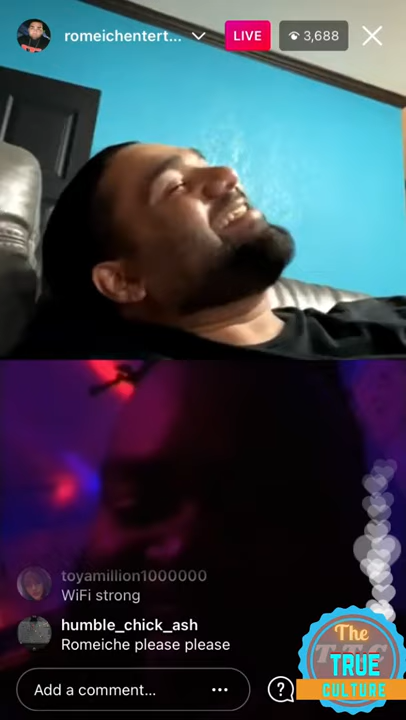 romeichentert...
LIVE
3,688
toyamillion1000000
WiFi strong
humble_chick_ash
Romeiche please please
Add a comment...
The
TRUE
CULTURE